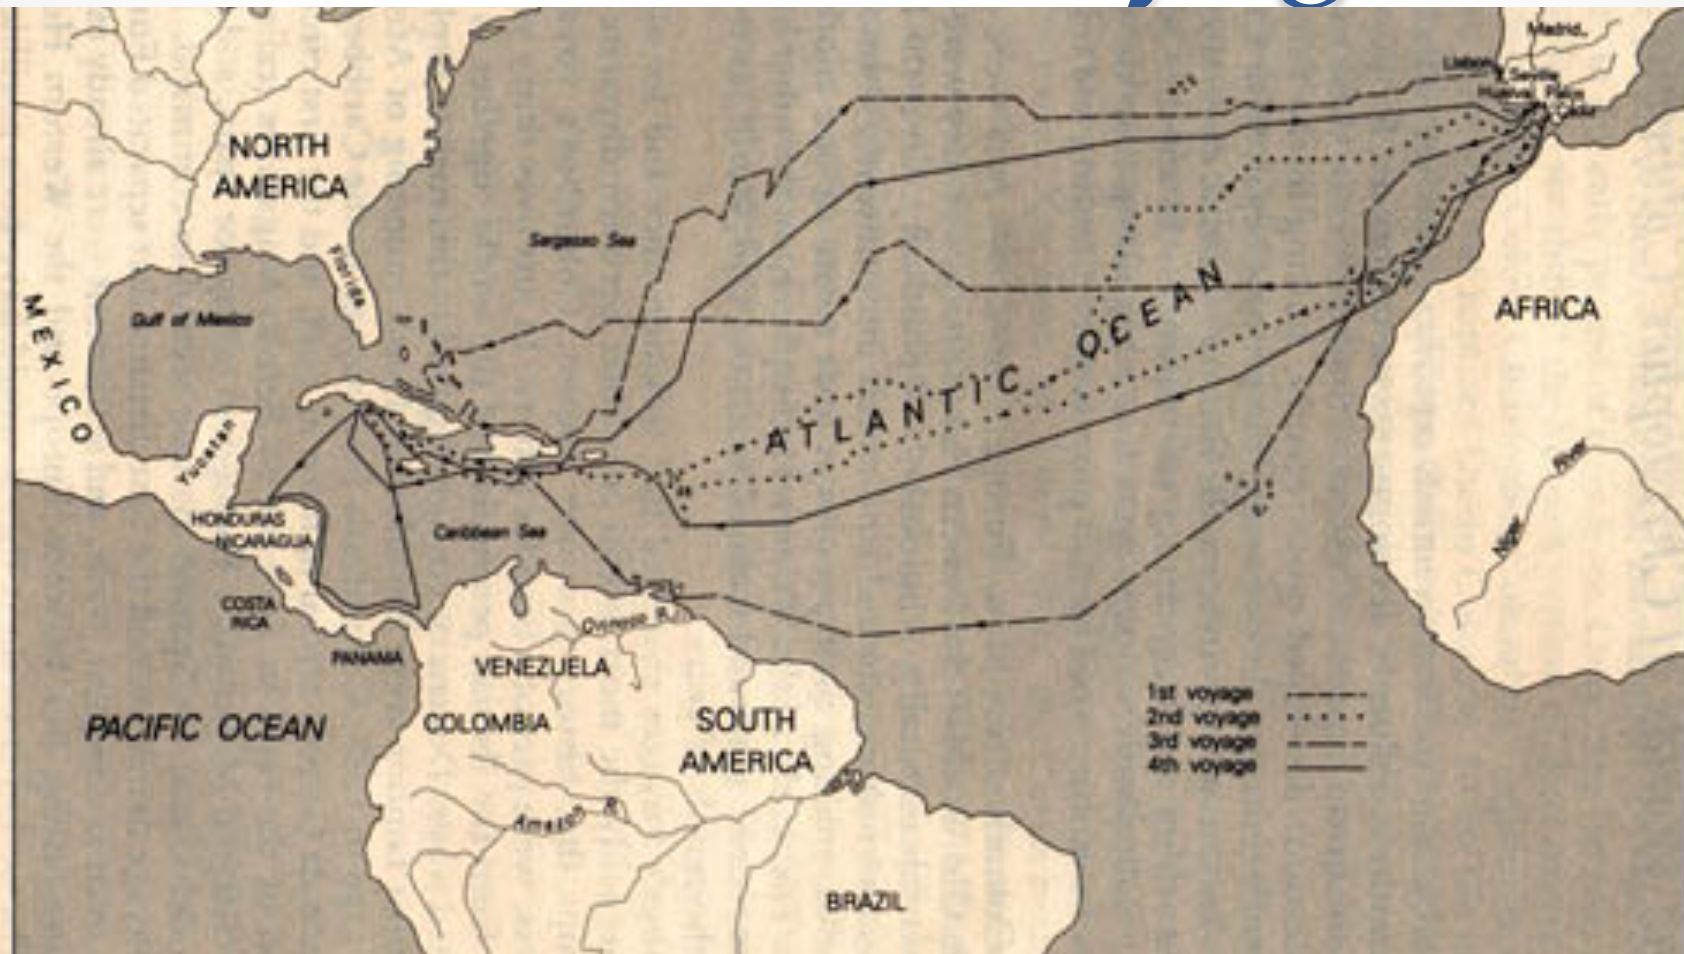 Madrid
Lisbon
Seville
Huelva Palos
Cadiz
NORTH
AMERICA
Sargasso Sea
Florida
Gulf of Mexico
MEXICO
ATLANTIC OCEAN
AFRICA
Yucatan
HONDURAS
NICARAGUA
Caribbean Sea
COSTA
RICA
PANAMA
Orinoco R.
VENEZUELA
COLOMBIA
SOUTH
AMERICA
PACIFIC OCEAN
Niger
River
1st voyage
2nd voyage
3rd voyage
4th voyage
Amazon R.
BRAZIL